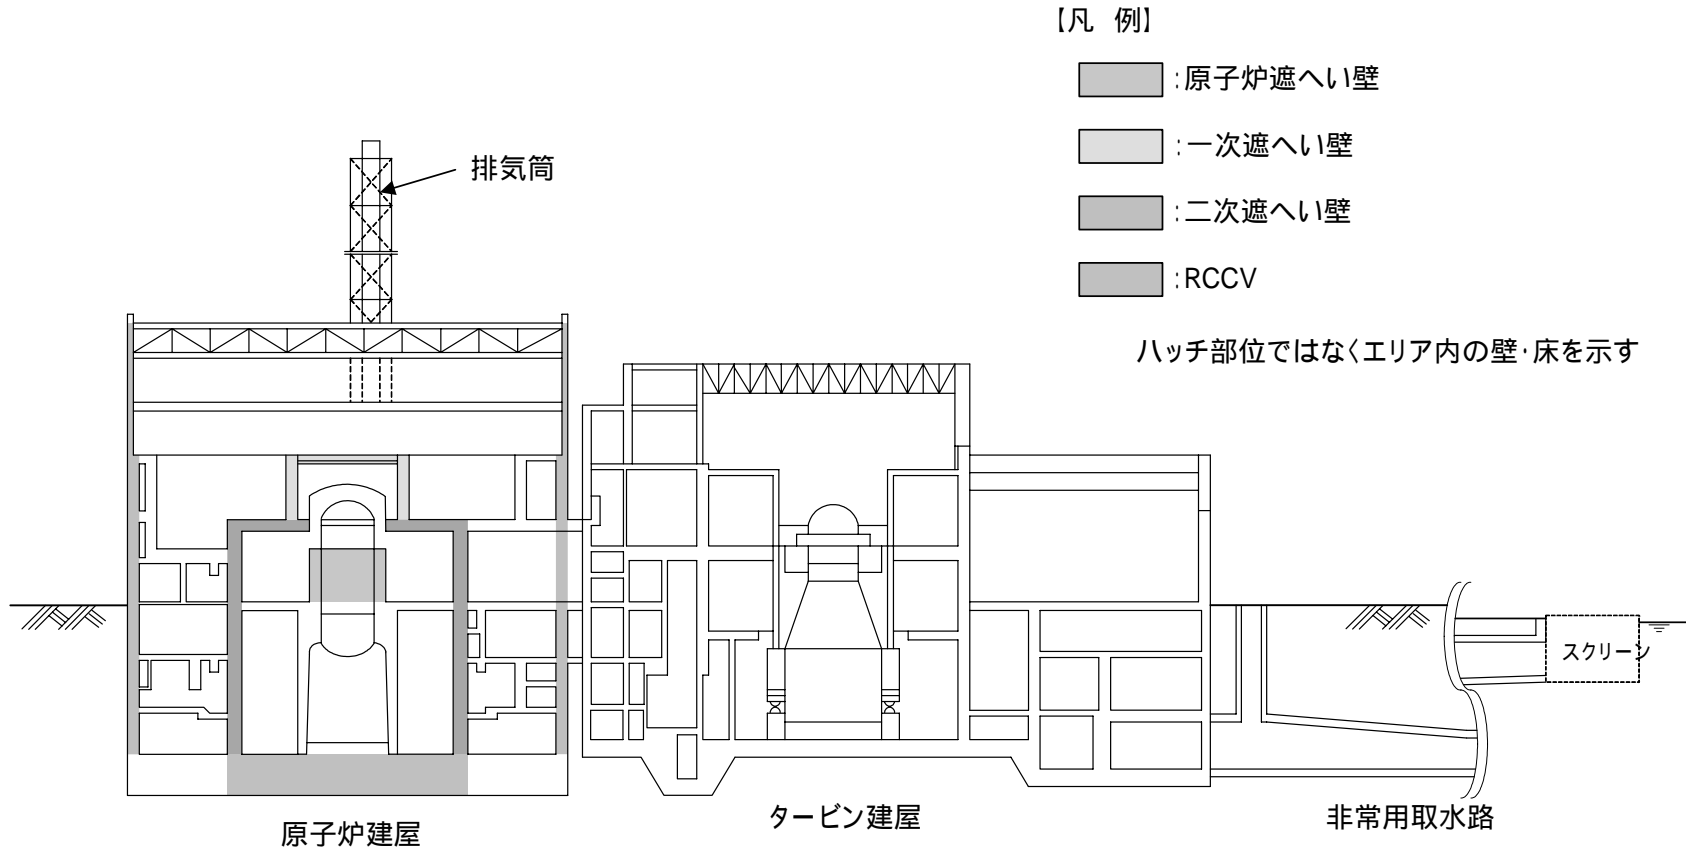 【凡 例】
:原子炉遮へい壁
:一次遮へい壁
排気筒
:二次遮へい壁
:RCCV
ハッチ部位ではなくエリア内の壁・床を示す
スクリーン
原子炉建屋
タービン建屋
非常用取水路